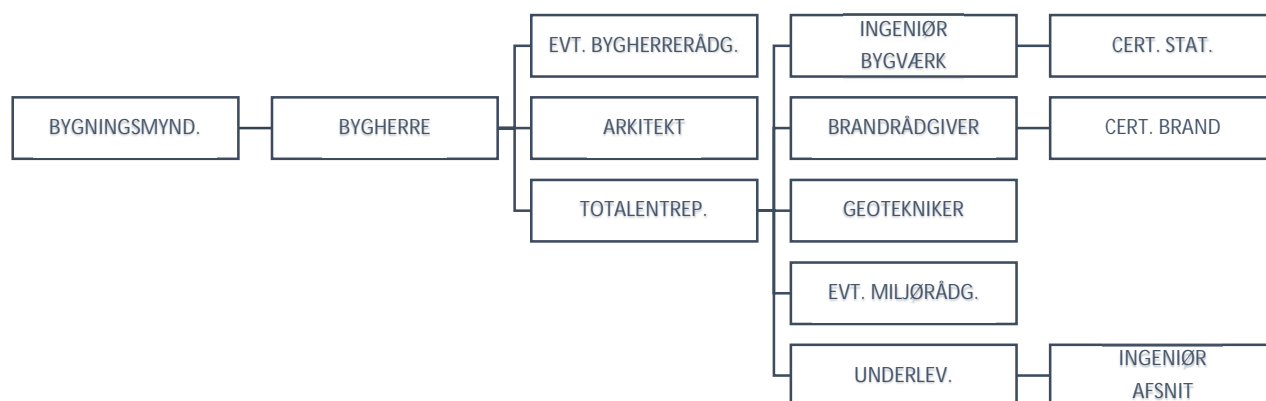 BYGNINGSMYND.
BYGHERRE
EVT. BYGHERRERÅDG.
ARKITEKT
TOTALENTREP.
INGENIØR
BYGVÆRK
CERT. STAT.
BRANDRÅDGIVER
CERT. BRAND
GEOTEKNIKER
EVT. MILJØRÅDG.
UNDERLEV.
INGENIØR
AFSNIT